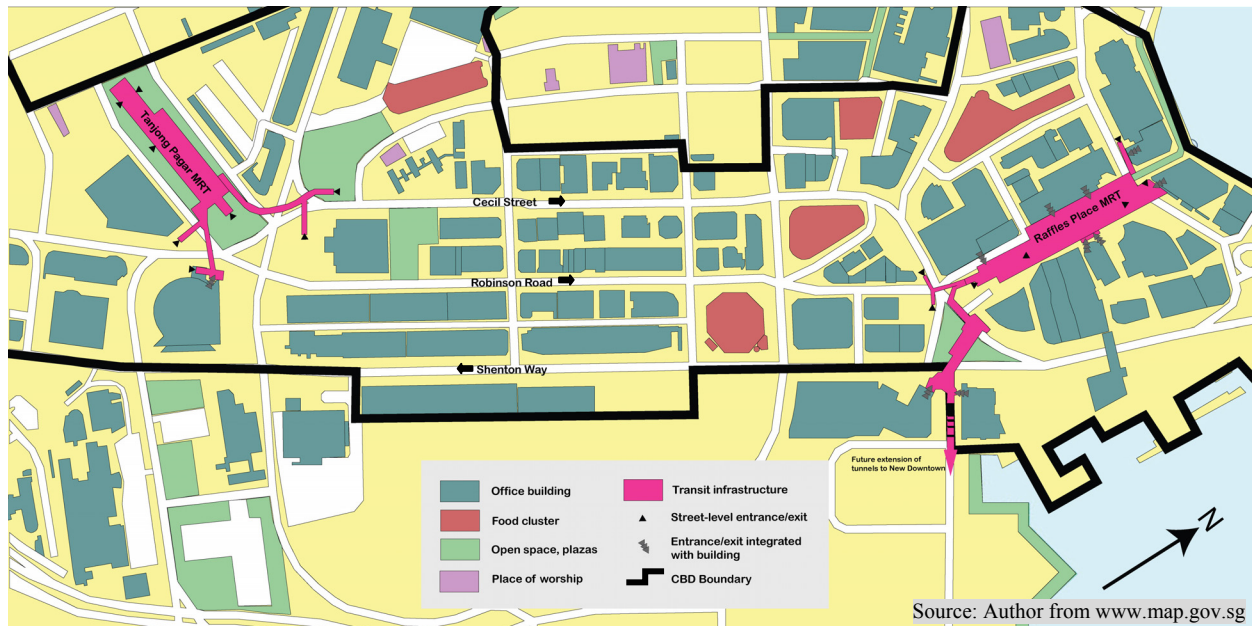 Tanjong Pagar MRT
Raffles Place MRT
Cecil Street
Robinson Road
Shenton Way
Future extension of
tunnels to New Downtown
Office building
Food cluster
Open space, plazas
Place of worship
Transit infrastructure
Street-level entrance/exit
Entrance/exit integrated
with building
CBD Boundary
N
Source: Author from www.map.gov.sg